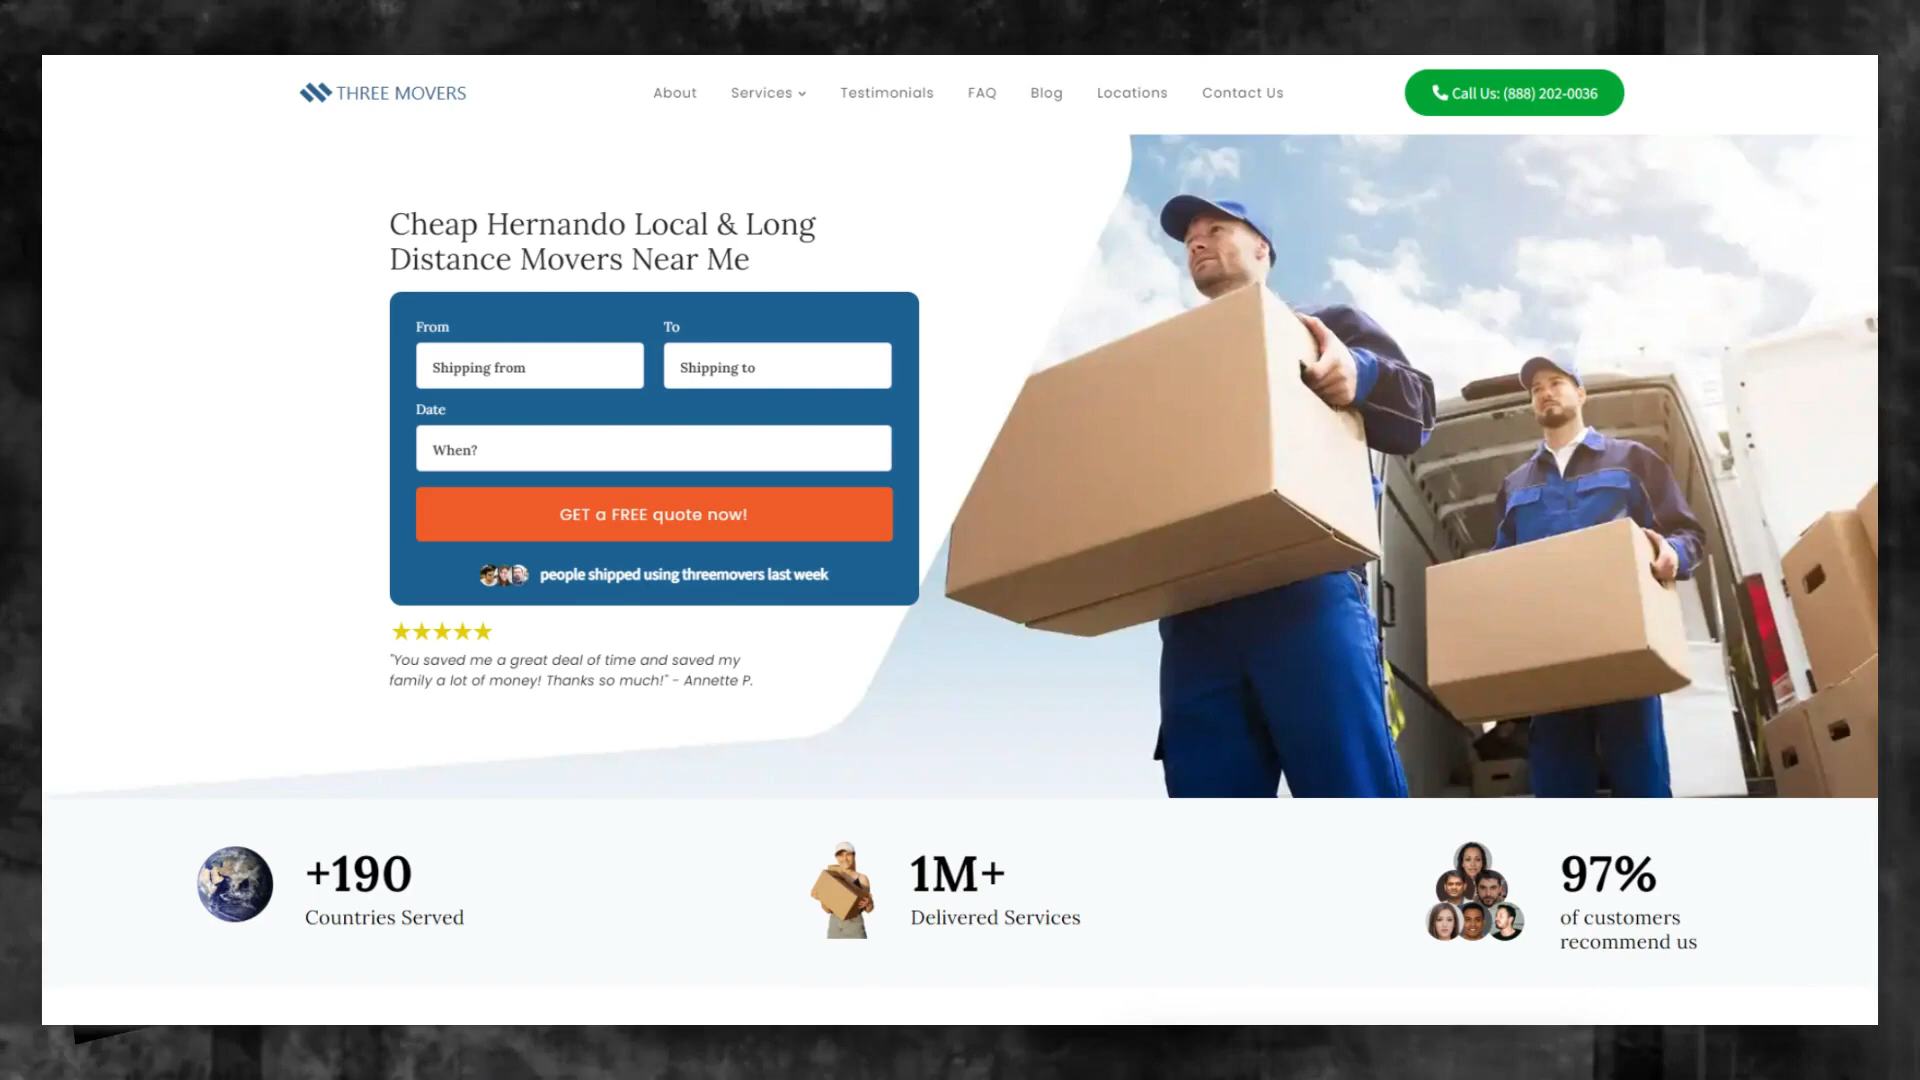 THREE MOVERS
About
Services
Testimonials
FAQ
Blog
Locations
Contact Us
Call Us: (888) 202-0036
Cheap Hernando Local & Long
Distance Movers Near Me
From
To
Shipping from
Shipping to
Date
When?
GET a FREE quote now!
people shipped using threemovers last week
★★★★★
"You saved me a great deal of time and saved my
family a lot of money! Thanks so much!" - Annette P.
+190
Countries Served
1M+
Delivered Services
97%
of customers
recommend us